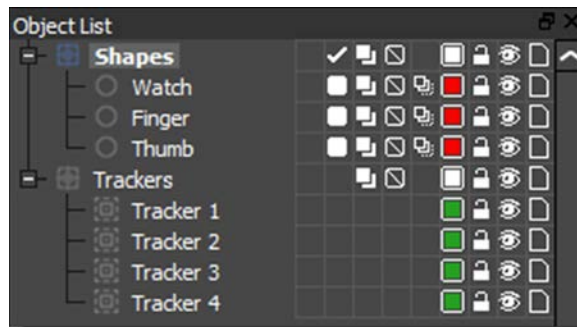 Object List
Shapes
Watch
Finger
Thumb
Trackers
Tracker 1
Tracker 2
Tracker 3
Tracker 4